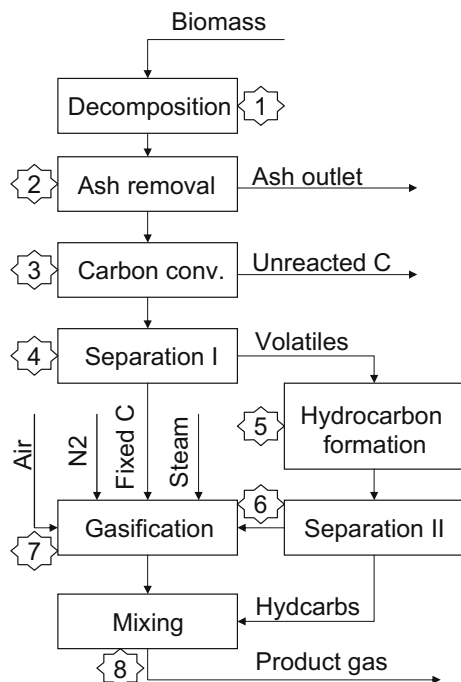 Biomass
Decomposition
1
2
Ash removal
Ash outlet
3
Carbon conv.
Unreacted C
4
Separation I
Volatiles
5
Hydrocarbon
formation
Air
N2
Fixed C
Steam
6
Gasification
Separation II
7
Hydcarbs
Mixing
8
Product gas